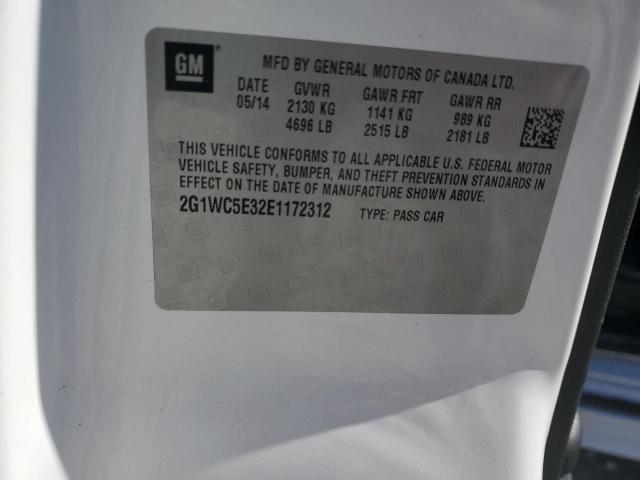 GM
MFD BY GENERAL MOTORS OF CANADA LTD.
DATE GVWR GAWR FRT GAWR RR
05/14 2130 KG 1141 KG 989 KG
4696 LB 2515 LB 2181 LB
THIS VEHICLE CONFORMS TO ALL APPLICABLE U.S. FEDERAL MOTOR
VEHICLE SAFETY, BUMPER, AND THEFT PREVENTION STANDARDS IN
EFFECT ON THE DATE OF MANUFACTURE SHOWN ABOVE.
2G1WC5E32E1172312 TYPE: PASS CAR